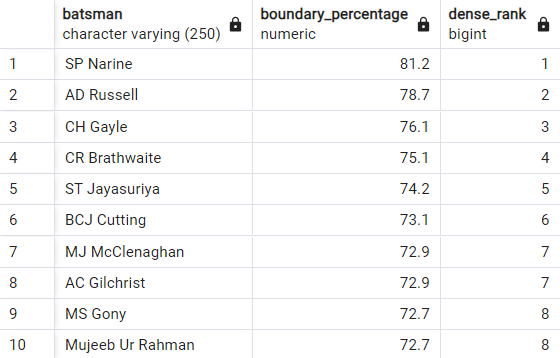 batsman boundary_percentage dense_rank
character varying (250) numeric bigint
1 SP Narine 81.2 1
2 AD Russell 78.7 2
3 CH Gayle 76.1 3
4 CR Brathwaite 75.1 4
5 ST Jayasuriya 74.2 5
6 BCJ Cutting 73.1 6
7 MJ McClenaghan 72.9 7
8 AC Gilchrist 72.9 7
9 MS Gony 72.7 8
10 Mujeeb Ur Rahman 72.7 8